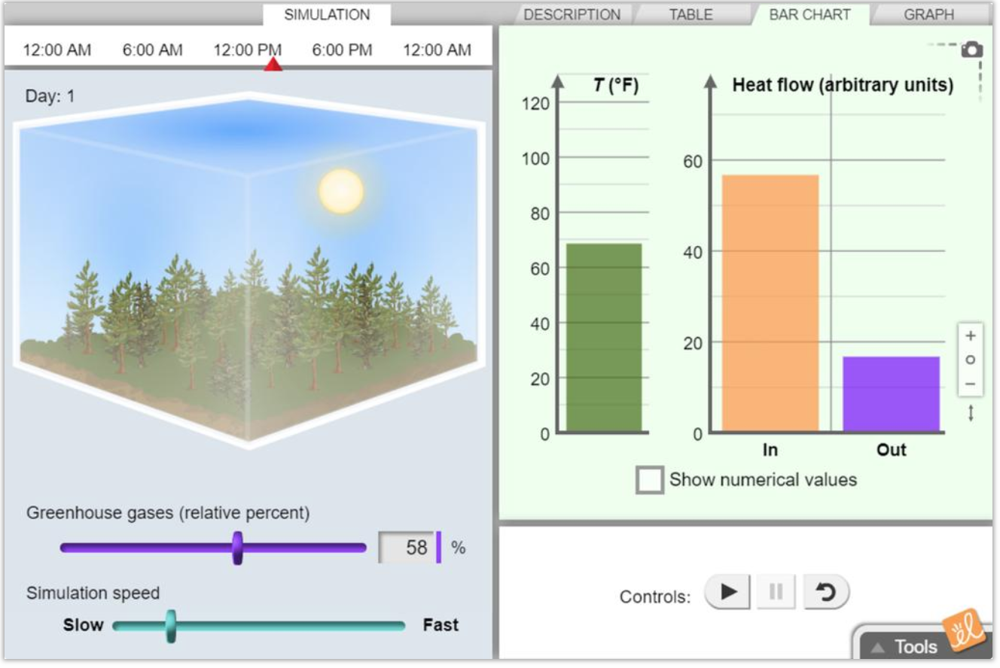 SIMULATION
DESCRIPTION TABLE BAR CHART GRAPH
12:00 AM 6:00 AM 12:00 PM 6:00 PM 12:00 AM
Day: 1
T (°F)
120
100
80
60
40
20
0
Heat flow (arbitrary units)
60
40
20
0
In Out
Show numerical values
Greenhouse gases (relative percent)
58 %
Simulation speed
Slow Fast
Controls:
Tools
el